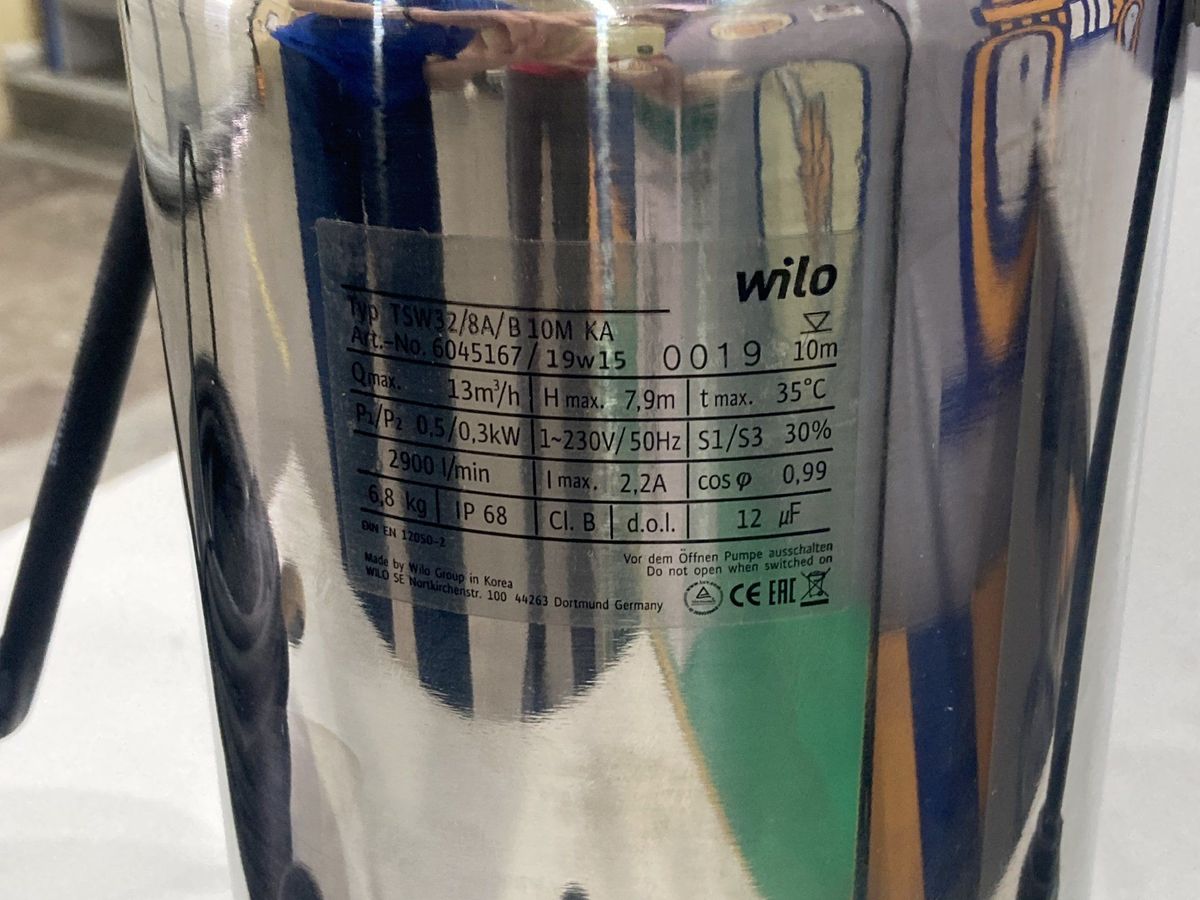 wilo
Typ TSW32/8A/B 10M KA
Art.-No. 6045167 / 19w15 0019 10m
Qmax. 13m³/h H max. 7,9m t max. 35°C
P₁/P₂ 0,5/0,3kW 1~230V/50Hz S1/S3 30%
2900 l/min I max. 2,2A cos φ 0,99
6,8 kg IP 68 Cl. B d.o.l. 12 µF
DIN EN 12050-2
Vor dem Öffnen Pumpe ausschalten
Do not open when switched on
Made by Wilo Group in Korea
WILO SE Nortkirchenstr. 100 44263 Dortmund Germany
CE EAC